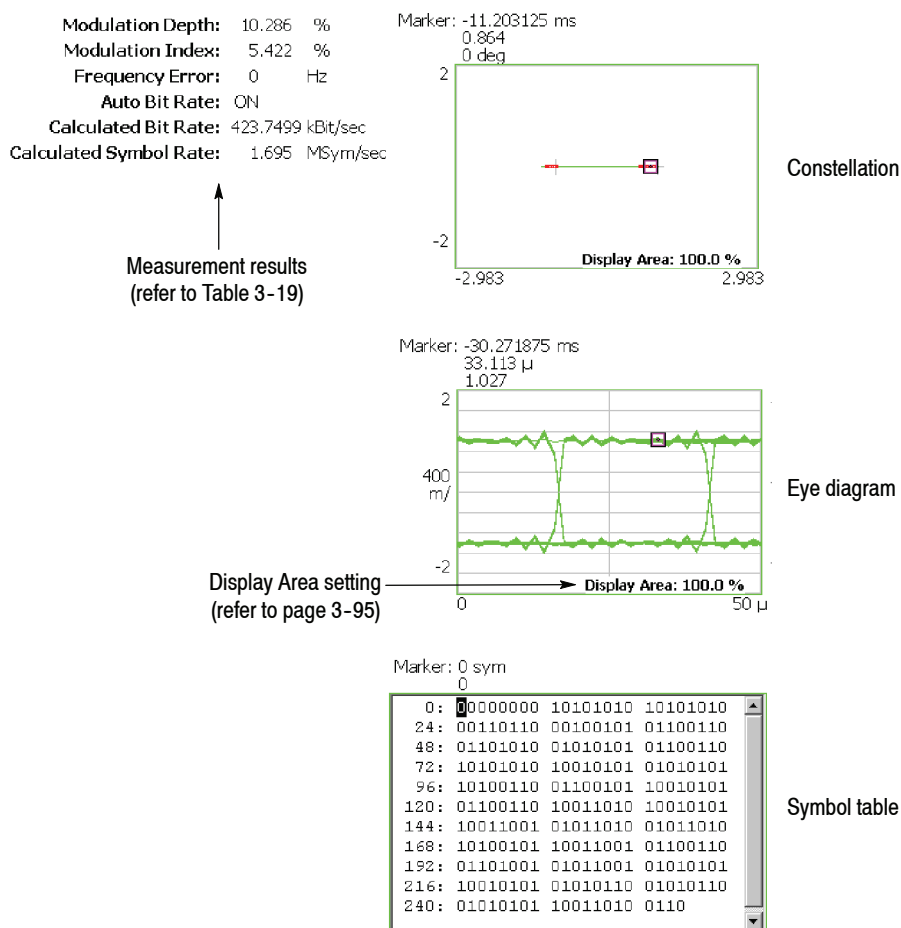 Modulation Depth: 10.286 %
Modulation Index: 5.422 %
Frequency Error: 0 Hz
Auto Bit Rate: ON
Calculated Bit Rate: 423.7499 kBit/sec
Calculated Symbol Rate: 1.695 MSym/sec
Measurement results
(refer to Table 3-19)
Marker: -11.203125 ms
0.864
0 deg
2
-2
Display Area: 100.0 %
-2.983 2.983
Constellation
Marker: -30.271875 ms
33.113 µ
1.027
2
400
m/
-2
Display Area: 100.0 %
0 50 µ
Eye diagram
Display Area setting
(refer to page 3-95)
Marker: 0 sym
0
0: 00000000 10101010 10101010
24: 00110110 00100101 01100110
48: 01101010 01010101 01100110
72: 10101010 10010101 01010101
96: 10100110 01100101 10010101
120: 01100110 10011010 10010101
144: 10011001 01011010 01011010
168: 10100101 10011001 01100110
192: 01101001 01011001 01010101
216: 10010101 01010110 01010110
240: 01010101 10011010 0110
Symbol table